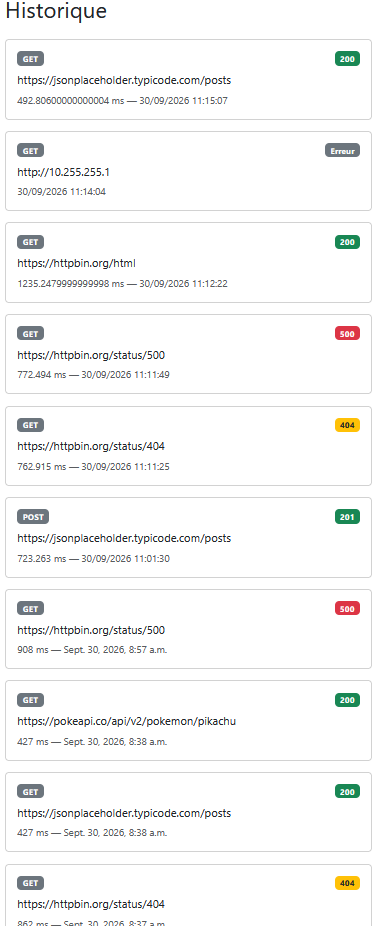 Historique
GET 200
https://jsonplaceholder.typicode.com/posts
492.80600000000004 ms — 30/09/2026 11:15:07
GET Erreur
http://10.255.255.1
30/09/2026 11:14:04
GET 200
https://httpbin.org/html
1235.2479999999998 ms — 30/09/2026 11:12:22
GET 500
https://httpbin.org/status/500
772.494 ms — 30/09/2026 11:11:49
GET 404
https://httpbin.org/status/404
762.915 ms — 30/09/2026 11:11:25
POST 201
https://jsonplaceholder.typicode.com/posts
723.263 ms — 30/09/2026 11:01:30
GET 500
https://httpbin.org/status/500
908 ms — Sept. 30, 2026, 8:57 a.m.
GET 200
https://pokeapi.co/api/v2/pokemon/pikachu
427 ms — Sept. 30, 2026, 8:38 a.m.
GET 200
https://jsonplaceholder.typicode.com/posts
427 ms — Sept. 30, 2026, 8:38 a.m.
GET 404
https://httpbin.org/status/404
862 ms — Sept. 30, 2026, 8:37 a.m.